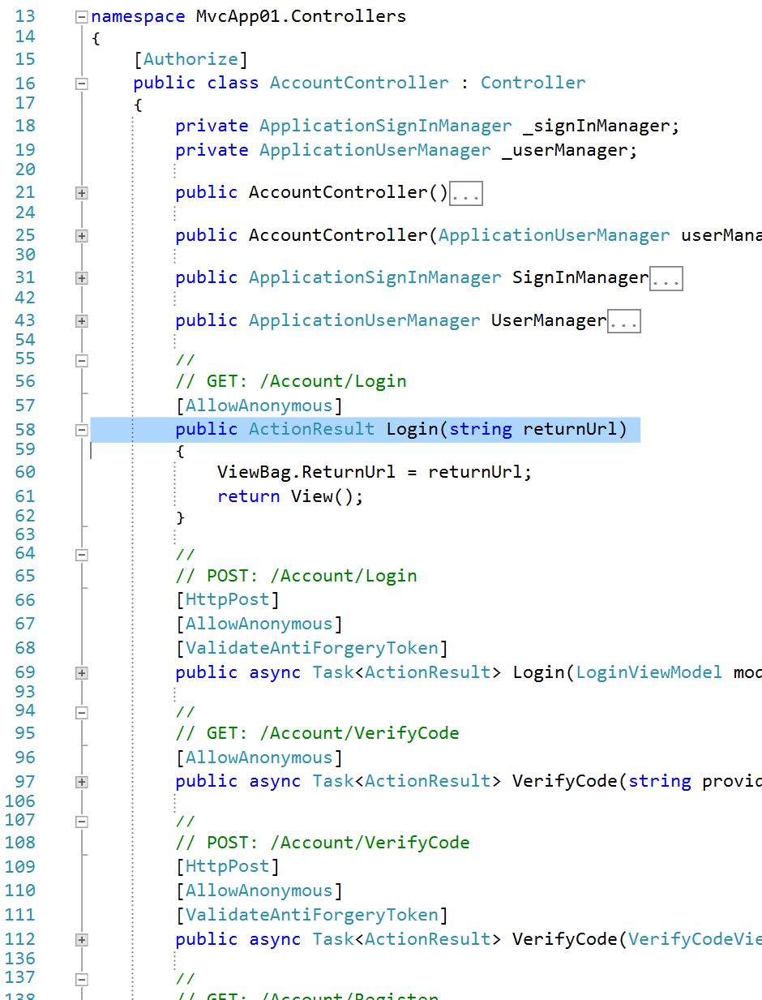 13 namespace MvcApp01.Controllers
14 {
15 [Authorize]
16 public class AccountController : Controller
17 {
18 private ApplicationSignInManager _signInManager;
19 private ApplicationUserManager _userManager;
20
21 public AccountController()...
24
25 public AccountController(ApplicationUserManager userMana
30
31 public ApplicationSignInManager SignInManager...
42
43 public ApplicationUserManager UserManager...
54
55 //
56 // GET: /Account/Login
57 [AllowAnonymous]
58 public ActionResult Login(string returnUrl)
59 {
60 ViewBag.ReturnUrl = returnUrl;
61 return View();
62 }
63
64 //
65 // POST: /Account/Login
66 [HttpPost]
67 [AllowAnonymous]
68 [ValidateAntiForgeryToken]
69 public async Task<ActionResult> Login(LoginViewModel mod
93
94 //
95 // GET: /Account/VerifyCode
96 [AllowAnonymous]
97 public async Task<ActionResult> VerifyCode(string provid
106
107 //
108 // POST: /Account/VerifyCode
109 [HttpPost]
110 [AllowAnonymous]
111 [ValidateAntiForgeryToken]
112 public async Task<ActionResult> VerifyCode(VerifyCodeVie
136
137 //
138 // GET: /Account/Register